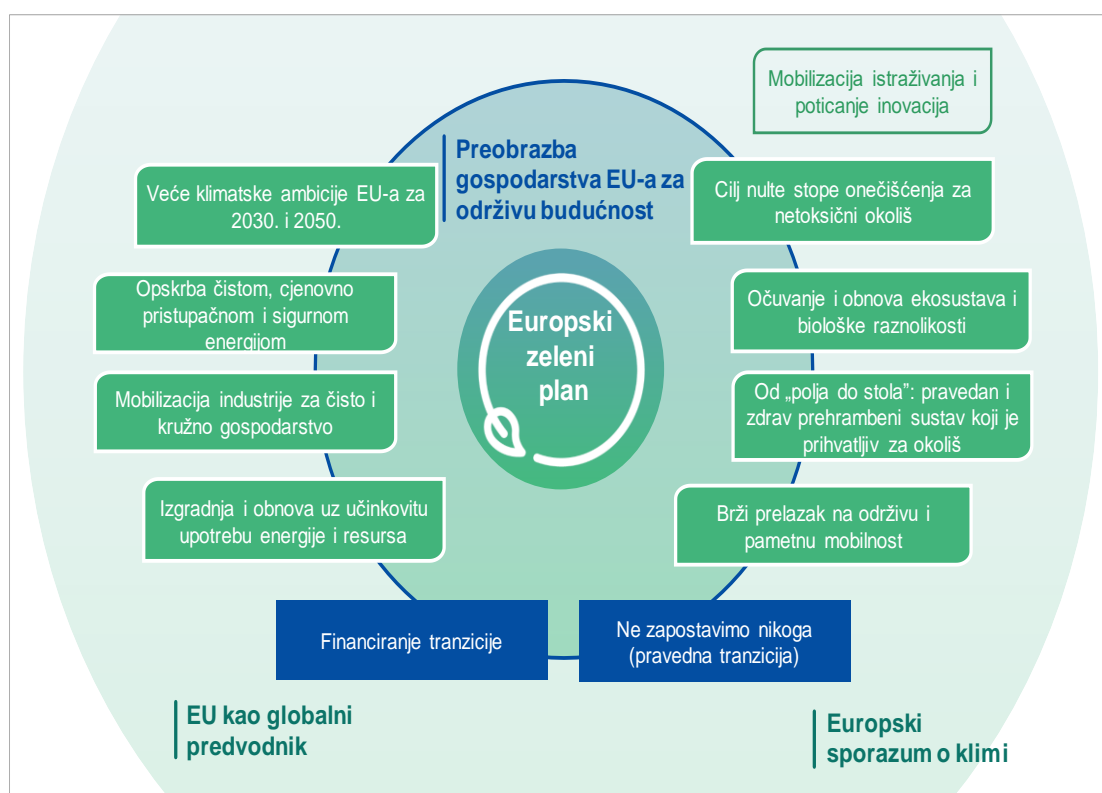 Mobilizacija istraživanja i
poticanje inovacija
Preobrazba
gospodarstva EU-a za
održivu budućnost
Veće klimatske ambicije EU-a za
2030. i 2050.
Cilj nulte stope onečišćenja za
netoksični okoliš
Opskrba čistom, cjenovno
pristupačnom i sigurnom
energijom
Očuvanje i obnova ekosustava i
biološke raznolikosti
Europski
zeleni
plan
Mobilizacija industrije za čisto i
kružno gospodarstvo
Od „polja do stola”: pravedan i
zdrav prehrambeni sustav koji je
prihvatljiv za okoliš
Izgradnja i obnova uz učinkovitu
upotrebu energije i resursa
Brži prelazak na održivu i
pametnu mobilnost
Financiranje tranzicije
Ne zapostavimo nikoga
(pravedna tranzicija)
EU kao globalni
predvodnik
Europski
sporazum o klimi